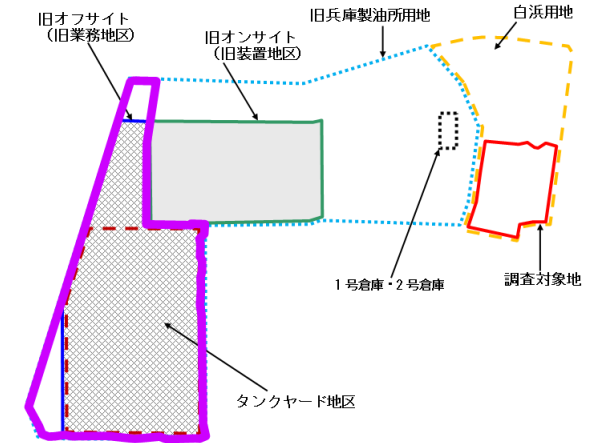 旧オフサイト
（旧業務地区）
旧オンサイト
（旧装置地区）
旧兵庫製油所用地
白浜用地
１号倉庫・２号倉庫
調査対象地
タンクヤード地区